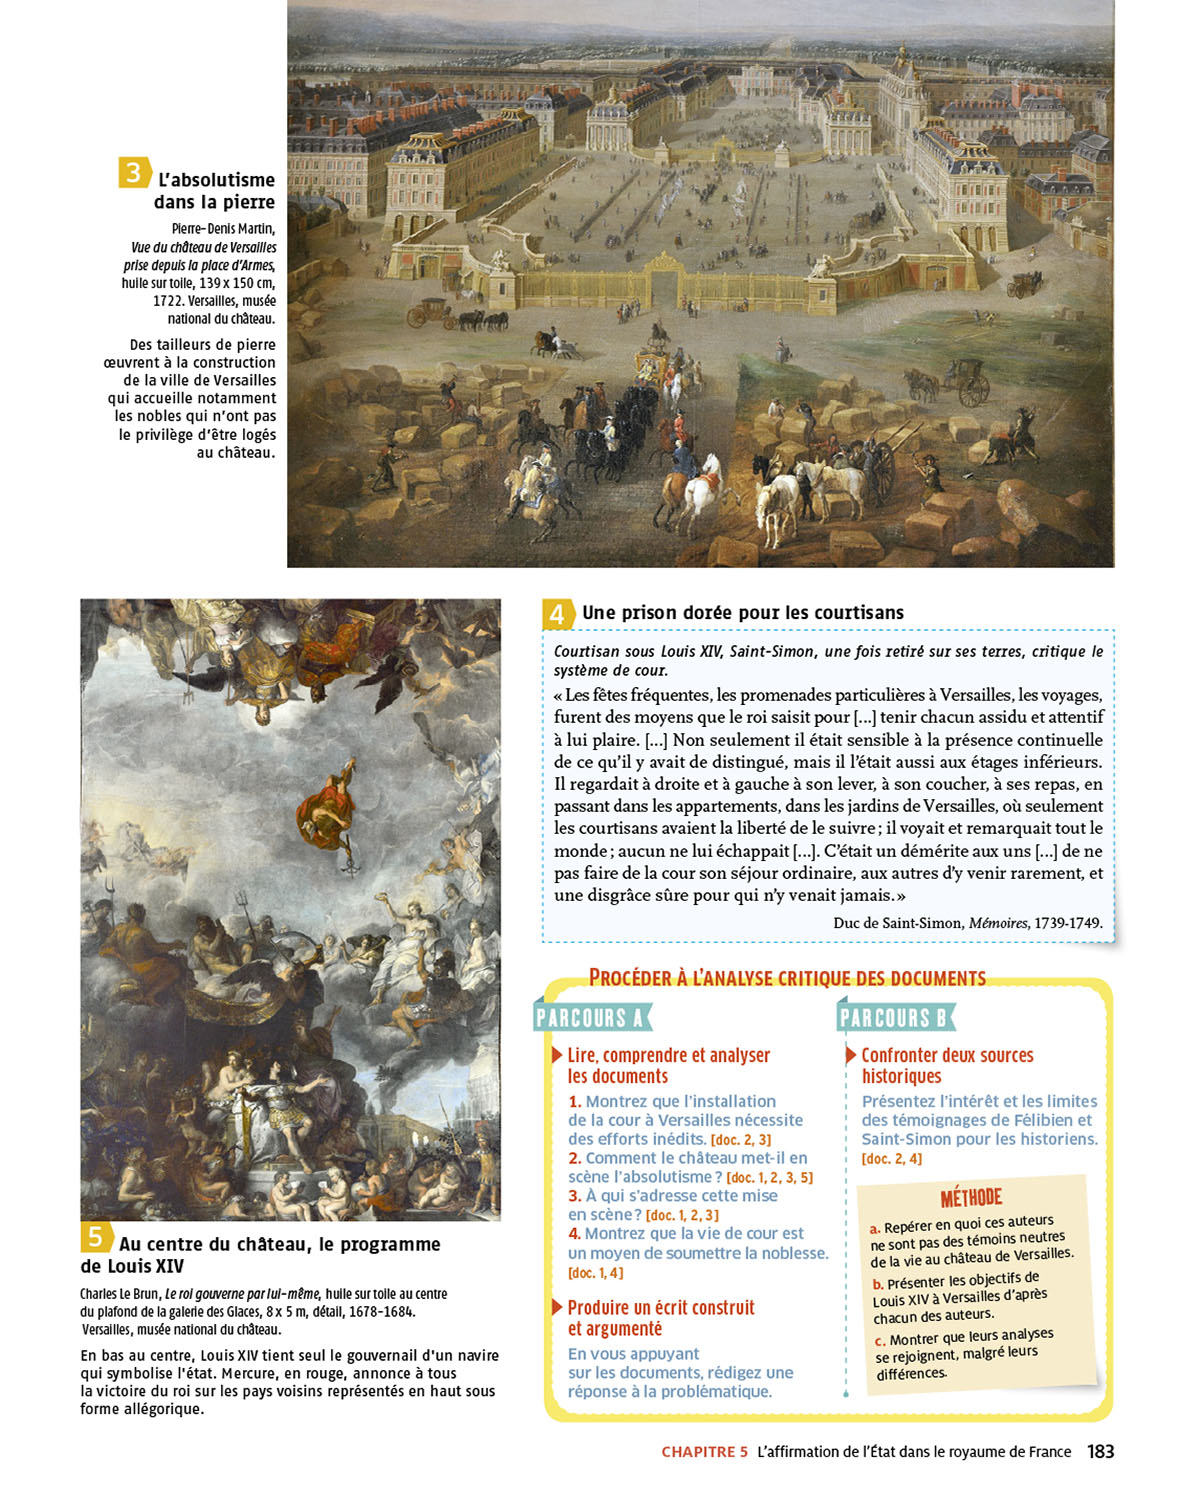 3 L'absolutisme
dans la pierre
Pierre-Denis Martin,
Vue du château de Versailles
prise depuis la place d'Armes,
huile sur toile, 139 x 150 cm,
1722. Versailles, musée
national du château.
Des tailleurs de pierre
œuvrent à la construction
de la ville de Versailles
qui accueille notamment
les nobles qui n'ont pas
le privilège d'être logés
au château.
5 Au centre du château, le programme
de Louis XIV
Charles Le Brun, Le roi gouverne par lui-même, huile sur toile au centre
du plafond de la galerie des Glaces, 8 x 5 m, détail, 1678-1684.
Versailles, musée national du château.
En bas au centre, Louis XIV tient seul le gouvernail d'un navire
qui symbolise l'état. Mercure, en rouge, annonce à tous
la victoire du roi sur les pays voisins représentés en haut sous
forme allégorique.
4 Une prison dorée pour les courtisans
Courtisan sous Louis XIV, Saint-Simon, une fois retiré sur ses terres, critique le
système de cour.
« Les fêtes fréquentes, les promenades particulières à Versailles, les voyages,
furent des moyens que le roi saisit pour [...] tenir chacun assidu et attentif
à lui plaire. [...] Non seulement il était sensible à la présence continuelle
de ce qu'il y avait de distingué, mais il l'était aussi aux étages inférieurs.
Il regardait à droite et à gauche à son lever, à son coucher, à ses repas, en
passant dans les appartements, dans les jardins de Versailles, où seulement
les courtisans avaient la liberté de le suivre ; il voyait et remarquait tout le
monde ; aucun ne lui échappait [...]. C'était un démérite aux uns [...] de ne
pas faire de la cour son séjour ordinaire, aux autres d'y venir rarement, et
une disgrâce sûre pour qui n'y venait jamais. »
Duc de Saint-Simon, Mémoires, 1739-1749.
PROCÉDER À L'ANALYSE CRITIQUE DES DOCUMENTS
PARCOURS A
Lire, comprendre et analyser
les documents
1. Montrez que l'installation
de la cour à Versailles nécessite
des efforts inédits. [doc. 2, 3]
2. Comment le château met-il en
scène l'absolutisme ? [doc. 1, 2, 3, 5]
3. À qui s'adresse cette mise
en scène ? [doc. 1, 2, 3]
4. Montrez que la vie de cour est
un moyen de soumettre la noblesse.
[doc. 1, 4]
Produire un écrit construit
et argumenté
En vous appuyant
sur les documents, rédigez une
réponse à la problématique.
PARCOURS B
Confronter deux sources
historiques
Présentez l'intérêt et les limites
des témoignages de Félibien et
Saint-Simon pour les historiens.
[doc. 2, 4]
MÉTHODE
a. Repérer en quoi ces auteurs
ne sont pas des témoins neutres
de la vie au château de Versailles.
b. Présenter les objectifs de
Louis XIV à Versailles d'après
chacun des auteurs.
c. Montrer que leurs analyses
se rejoignent, malgré leurs
différences.
CHAPITRE 5 L'affirmation de l'État dans le royaume de France 183